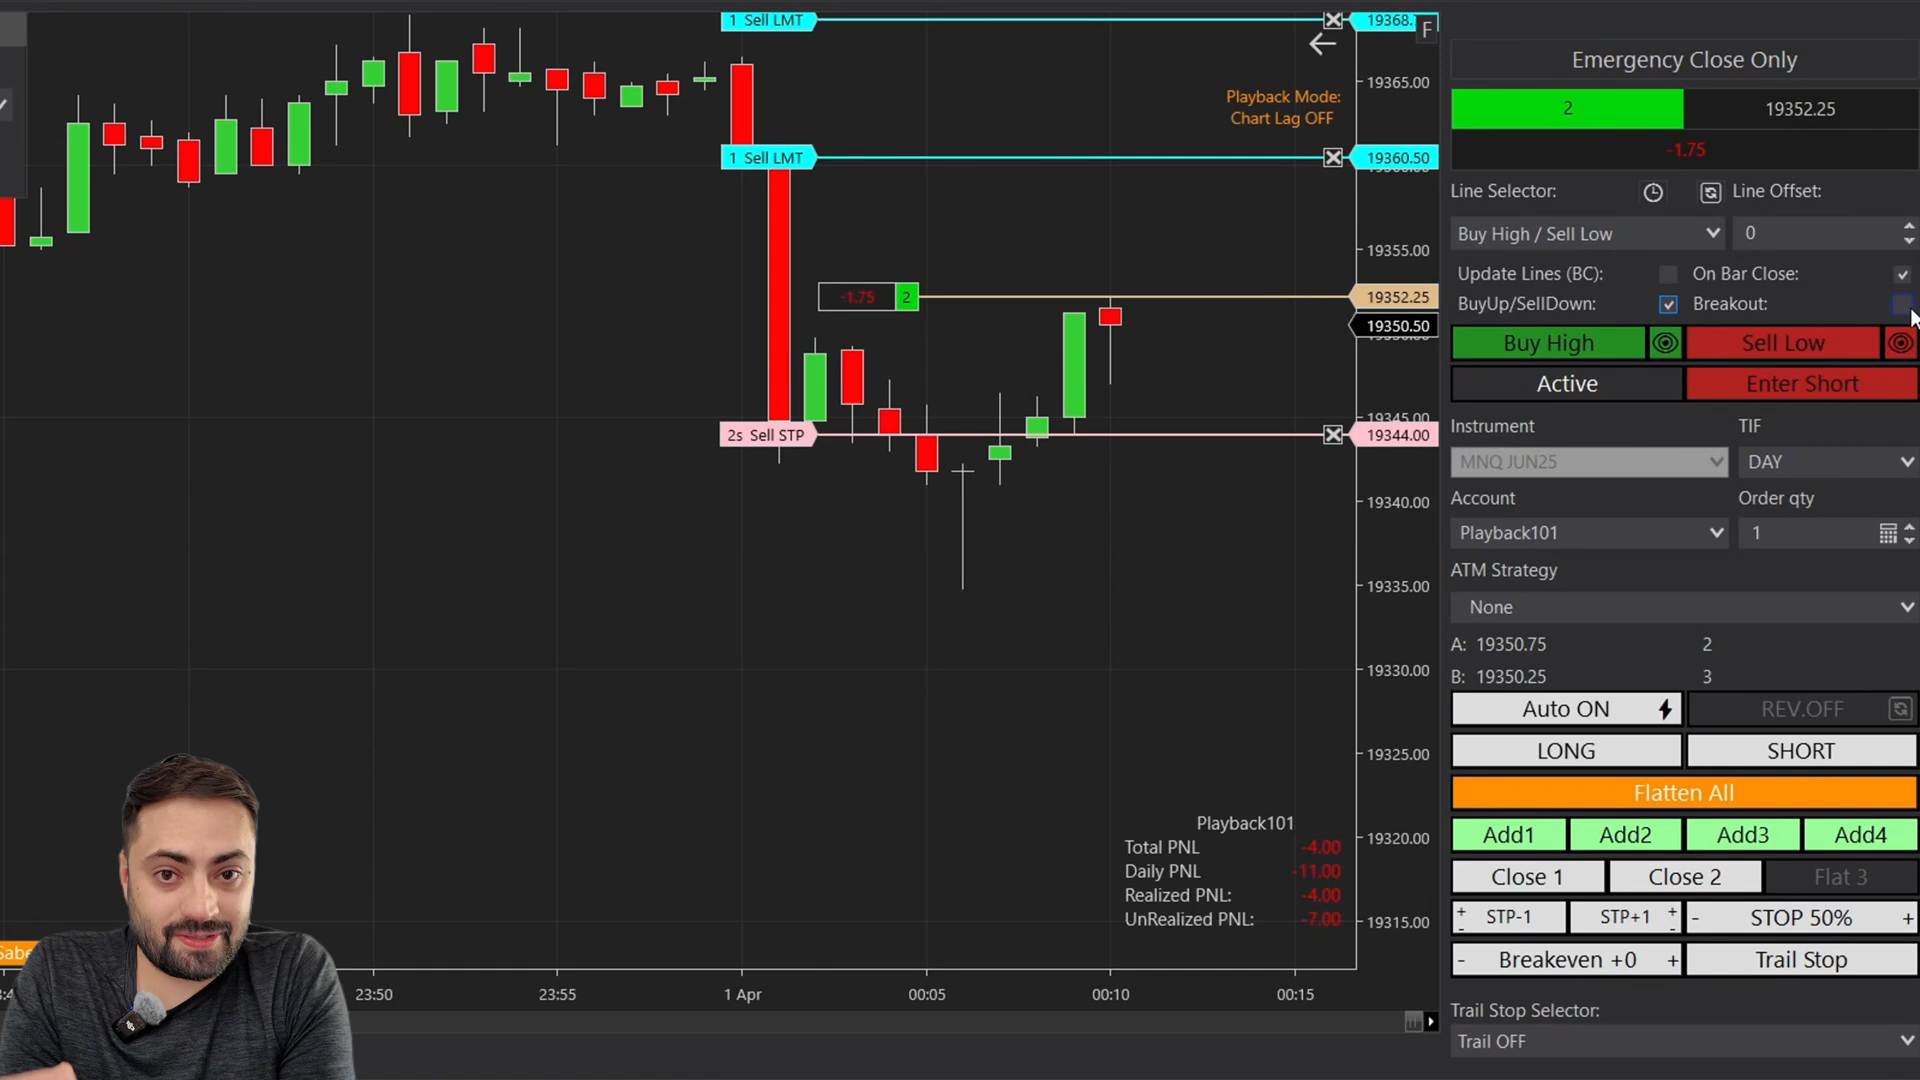 1 Sell LMT
19368.
F
Playback Mode:
Chart Lag OFF
19365.00
1 Sell LMT
19360.50
19355.00
-1.75 2
19352.25
19350.50
19345.00
2s Sell STP
19344.00
19340.00
19335.00
19330.00
19325.00
19320.00
19315.00
Playback101
Total PNL -4.00
Daily PNL -11.00
Realized PNL: -4.00
UnRealized PNL: -7.00
Sabe
23:50 23:55 1 Apr 00:05 00:10 00:15
Emergency Close Only
2 19352.25
-1.75
Line Selector: Line Offset:
Buy High / Sell Low 0
Update Lines (BC): On Bar Close:
BuyUp/SellDown: Breakout:
Buy High Sell Low
Active Enter Short
Instrument TIF
MNQ JUN25 DAY
Account Order qty
Playback101 1
ATM Strategy
None
A: 19350.75 2
B: 19350.25 3
Auto ON REV.OFF
LONG SHORT
Flatten All
Add1 Add2 Add3 Add4
Close 1 Close 2 Flat 3
+ - STP-1 STP+1 + - - STOP 50% +
- Breakeven +0 + Trail Stop
Trail Stop Selector:
Trail OFF